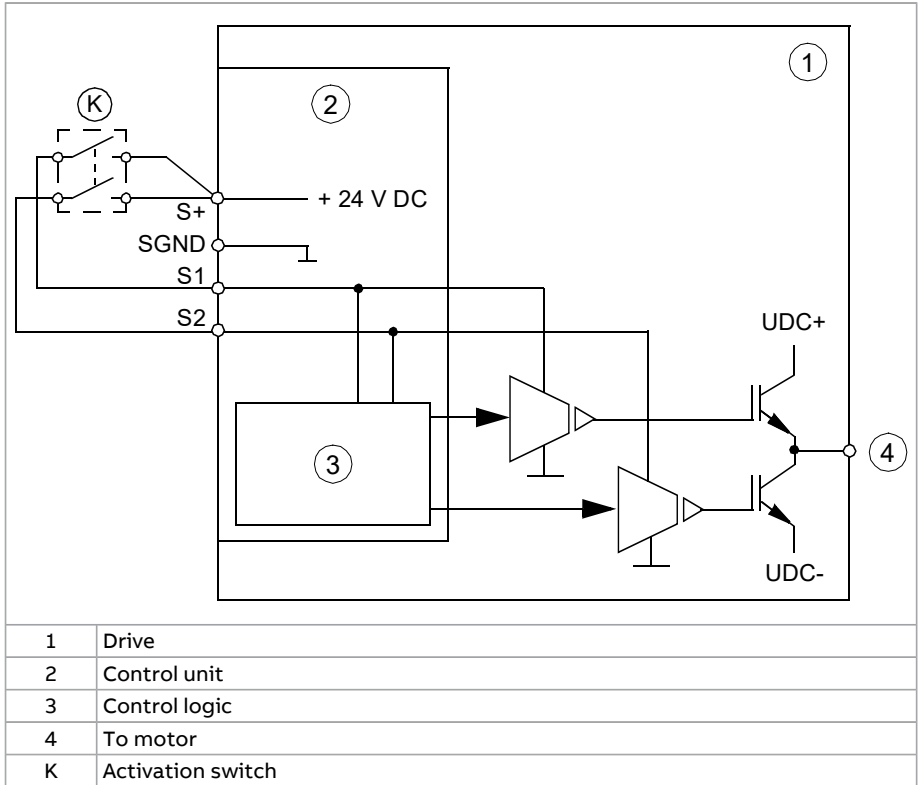 1
2
K
+ 24 V DC
S+
SGND
S1
S2
UDC+
3
4
UDC-
1 Drive
2 Control unit
3 Control logic
4 To motor
K Activation switch